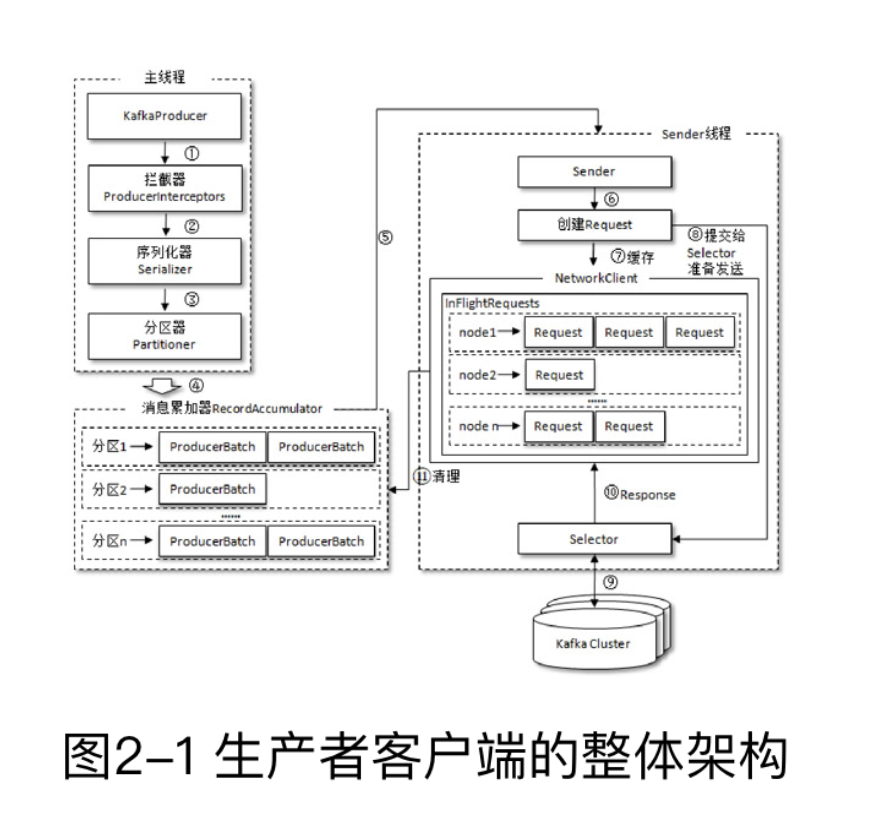 主线程
KafkaProducer
①
拦截器
ProducerInterceptors
②
序列化器
Serializer
③
分区器
Partitioner
④
消息累加器RecordAccumulator
分区1
ProducerBatch
ProducerBatch
分区2
ProducerBatch
......
分区n
ProducerBatch
ProducerBatch
⑤
Sender线程
Sender
⑥
创建Request
⑦缓存
⑧提交给
Selector
准备发送
NetworkClient
InFlightRequests
node1
Request
Request
Request
node2
Request
......
node n
Request
Request
⑪清理
⑩Response
Selector
⑨
Kafka Cluster
图2-1 生产者客户端的整体架构